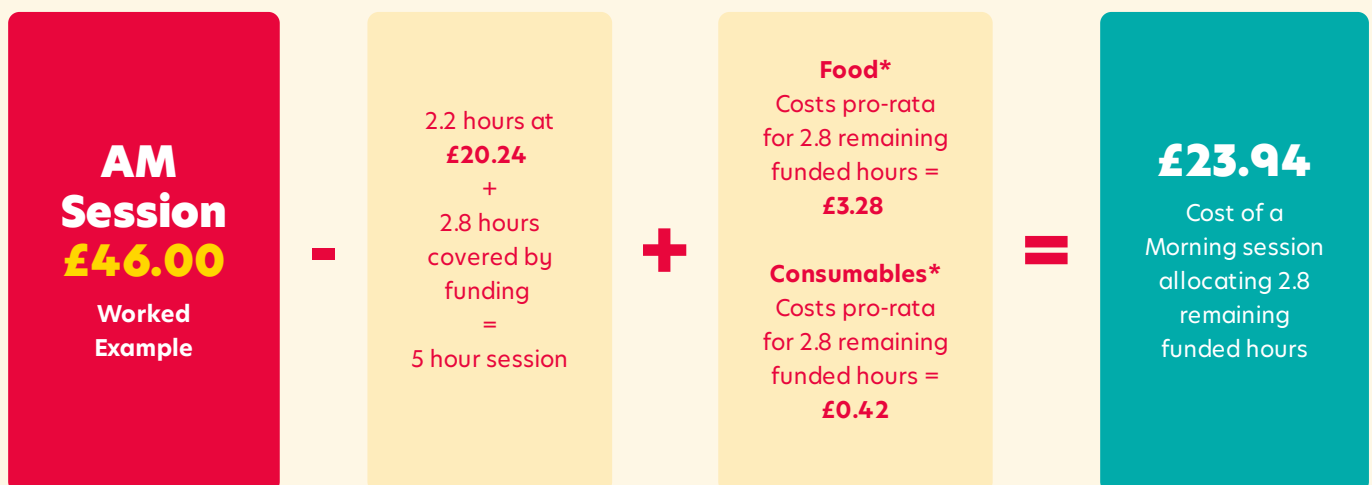 AM
Session
£46.00
Worked
Example
-
2.2 hours at
£20.24
+
2.8 hours
covered by
funding
=
5 hour session
+
Food*
Costs pro-rata
for 2.8 remaining
funded hours =
£3.28
Consumables*
Costs pro-rata
for 2.8 remaining
funded hours =
£0.42
=
£23.94
Cost of a
Morning session
allocating 2.8
remaining
funded hours